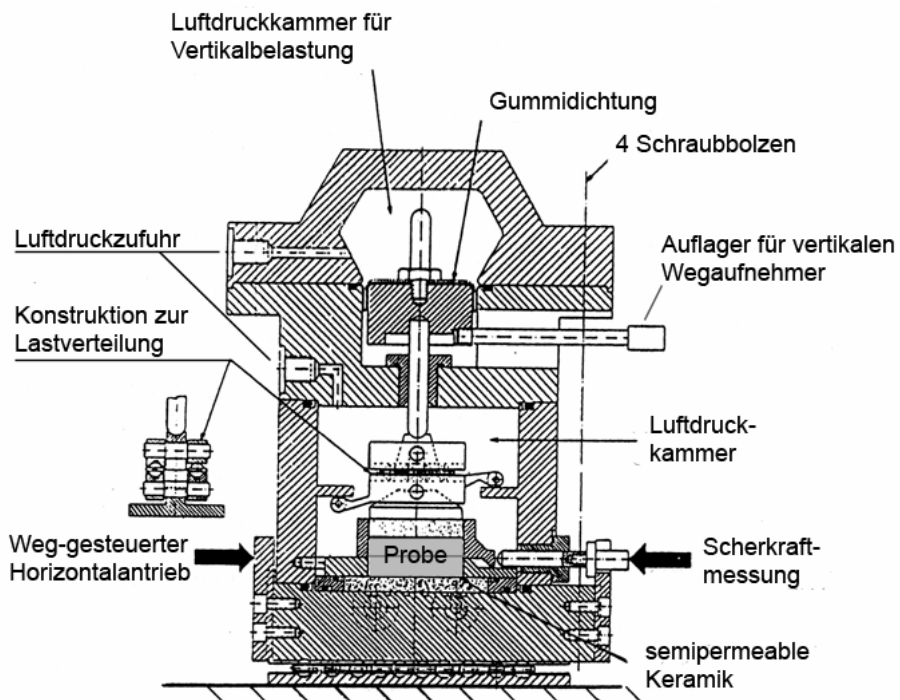 Luftdruckkammer für
Vertikalbelastung
Gummidichtung
4 Schraubbolzen
Luftdruckzufuhr
Auflager für vertikalen
Wegaufnehmer
Konstruktion zur
Lastverteilung
Luftdruck-
kammer
Weg-gesteuerter
Horizontalantrieb
Probe
Scherkraft-
messung
semipermeable
Keramik